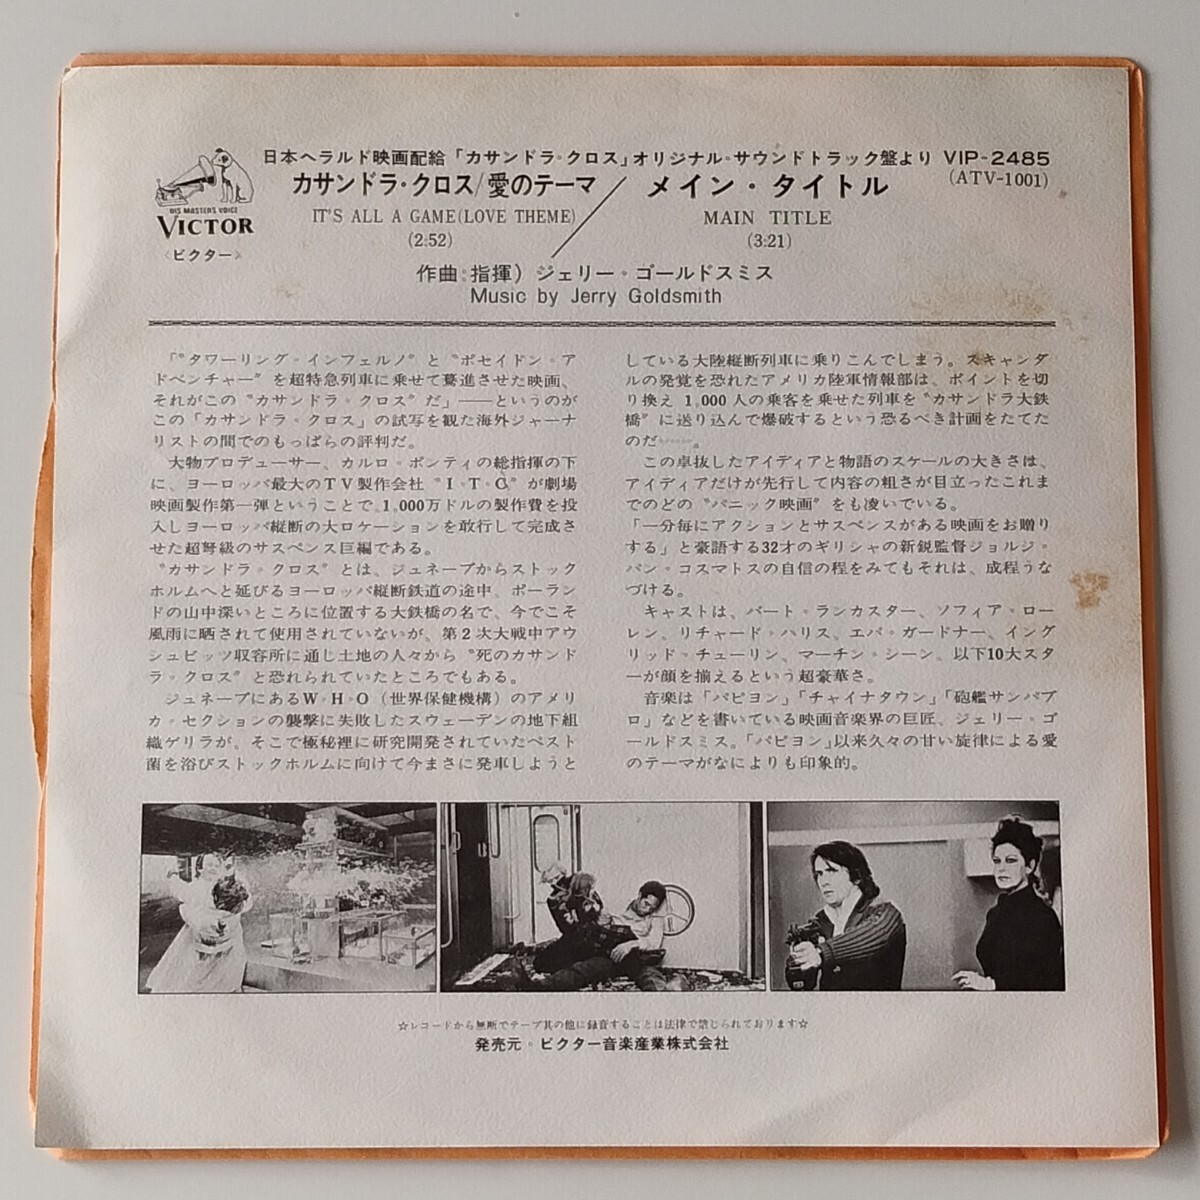 日本ヘラルド映画配給「カサンドラ・クロス」オリジナル・サウンドトラック盤より VIP-2485
(ATV-1001)
カサンドラ・クロス/愛のテーマ
IT'S ALL A GAME(LOVE THEME)
(2:52)
メイン・タイトル
MAIN TITLE
(3:21)
HIS MASTER'S VOICE
VICTOR
<ビクター>
作曲・指揮）ジェリー・ゴールドスミス
Music by Jerry Goldsmith
「"タワーリング・インフェルノ"と"ポセイドン・ア
ドベンチャー"を超特急列車に乗せて驀進させた映画、
それがこの"カサンドラ・クロス"だ」――というのが
この「カサンドラ・クロス」の試写を観た海外ジャーナ
リストの間でのもっぱらの評判だ。
大物プロデューサー、カルロ・ポンティの総指揮の下
に、ヨーロッパ最大のTV製作会社"I・T・C"が劇場
映画製作第一弾ということで、1,000万ドルの製作費を投
入しヨーロッパ縦断の大ロケーションを敢行して完成さ
せた超弩級のサスペンス巨編である。
"カサンドラ・クロス"とは、ジュネーブからストック
ホルムへと延びるヨーロッパ縦断鉄道の途中、ポーラン
ドの山中深いところに位置する大鉄橋の名で、今でこそ
風雨に晒されて使用されていないが、第2次大戦中アウ
シュビッツ収容所に通じ土地の人々から"死のカサンド
ラ・クロス"と恐れられていたところでもある。
ジュネーブにあるW・H・O（世界保健機構）のアメリ
カ・セクションの襲撃に失敗したスウェーデンの地下組
織ゲリラが、そこで極秘裡に研究開発されていたペスト
菌を浴びストックホルムに向けて今まさに発車しようと
している大陸縦断列車に乗りこんでしまう。スキャンダ
ルの発覚を恐れたアメリカ陸軍情報部は、ポイントを切
り換え 1,000 人の乗客を乗せた列車を"カサンドラ大鉄
橋"に送り込んで爆破するという恐るべき計画をたてた
のだ……。
この卓抜したアイディアと物語のスケールの大きさは、
アイディアだけが先行して内容の粗さが目立ったこれま
でのどの"パニック映画"をも凌いでいる。
「一分毎にアクションとサスペンスがある映画をお贈り
する」と豪語する32才のギリシャの新鋭監督ジョルジ・
パン・コスマトスの自信の程をみてもそれは、成程うな
づける。
キャストは、バート・ランカスター、ソフィア・ロー
レン、リチャード・ハリス、エバ・ガードナー、イング
リッド・チューリン、マーチン・シーン、以下10大スタ
ーが顔を揃えるという超豪華さ。
音楽は「パピヨン」「チャイナタウン」「砲艦サンパブ
ロ」などを書いている映画音楽界の巨匠、ジェリー・ゴ
ールドスミス。「パピヨン」以来久々の甘い旋律による愛
のテーマがなによりも印象的。
☆レコードから無断でテープ其の他に録音することは法律で禁じられております☆
発売元・ビクター音楽産業株式会社